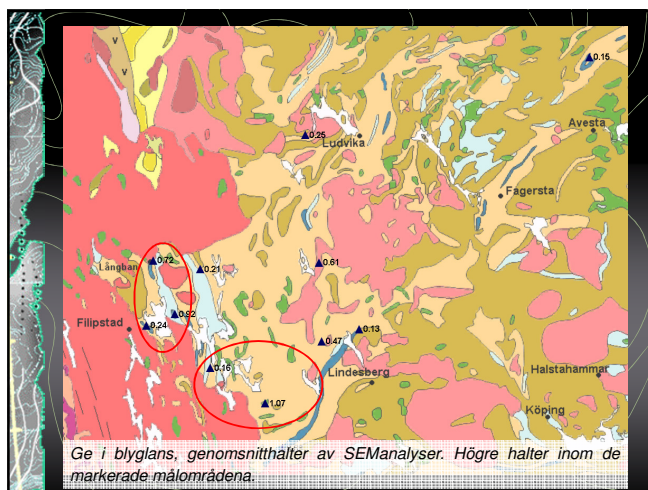 V
V
0.15
Avesta
0.25
Ludvika
Fagersta
0.72
Långban
0.21
0.61
0.92
0.24
Filipstad
0.13
0.47
0.16
Lindesberg
Halstahammar
1.07
Köping
Ge i blyglans, genomsnitthalter av SEManalyser. Högre halter inom de
markerade målområdena.